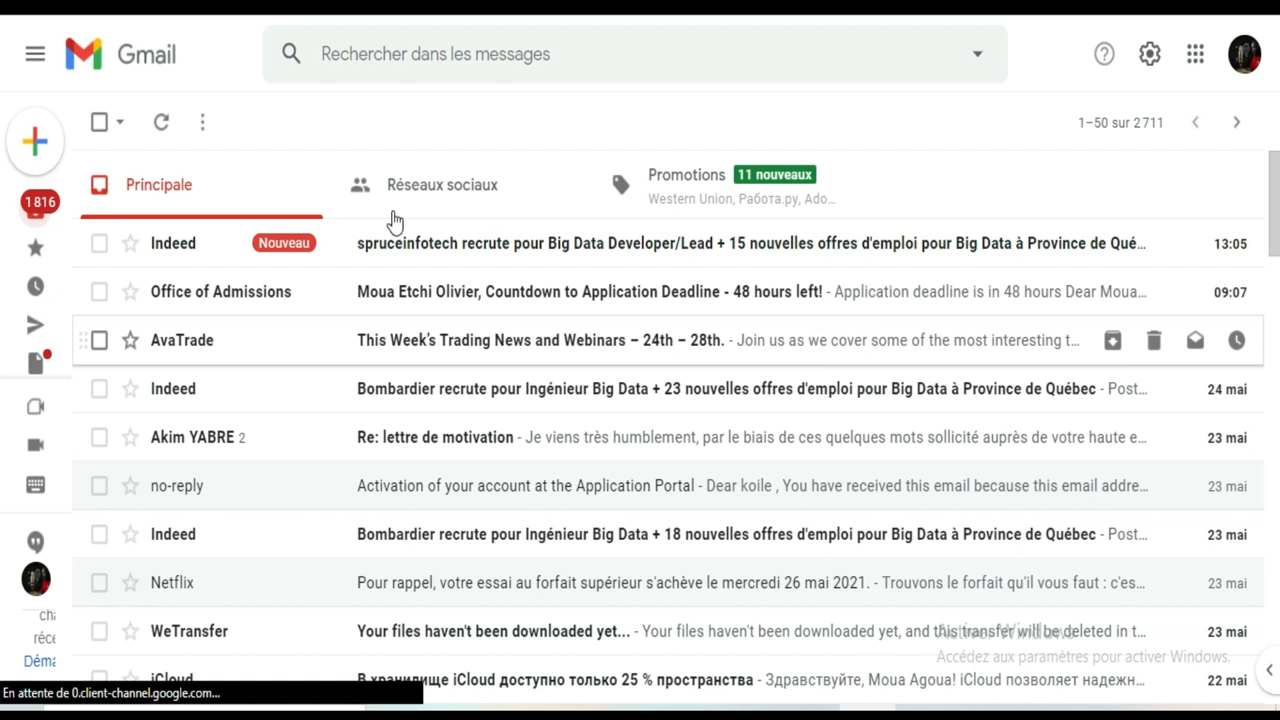 Gmail
Rechercher dans les messages
1–50 sur 2 711
1 816
Principale
Réseaux sociaux
Promotions 11 nouveaux
Western Union, Работа.ру, Ado...
Indeed Nouveau spruceinfotech recrute pour Big Data Developer/Lead + 15 nouvelles offres d'emploi pour Big Data à Province de Qué... 13:05
Office of Admissions Moua Etchi Olivier, Countdown to Application Deadline - 48 hours left! - Application deadline is in 48 hours Dear Moua... 09:07
AvaTrade This Week's Trading News and Webinars – 24th – 28th. - Join us as we cover some of the most interesting t...
Indeed Bombardier recrute pour Ingénieur Big Data + 23 nouvelles offres d'emploi pour Big Data à Province de Québec - Post... 24 mai
Akim YABRE 2 Re: lettre de motivation - Je viens très humblement, par le biais de ces quelques mots sollicité auprès de votre haute e... 23 mai
no-reply Activation of your account at the Application Portal - Dear koile , You have received this email because this email addre... 23 mai
Indeed Bombardier recrute pour Ingénieur Big Data + 18 nouvelles offres d'emploi pour Big Data à Province de Québec - Post... 23 mai
Netflix Pour rappel, votre essai au forfait supérieur s'achève le mercredi 26 mai 2021. - Trouvons le forfait qu'il vous faut : c'es... 23 mai
WeTransfer Your files haven't been downloaded yet... - Your files haven't been downloaded yet, and this transfer will be deleted in t... 23 mai
Activer Windows
Accédez aux paramètres pour activer Windows.
iCloud В хранилище iCloud доступно только 25 % пространства - Здравствуйте, Moua Agoua! iCloud позволяет надежн... 22 mai
cha
réce
Déma
En attente de 0.client-channel.google.com...